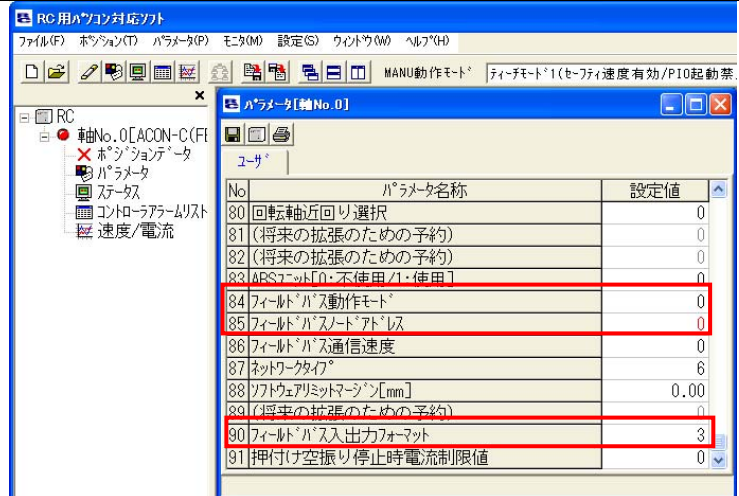 RC用ﾊﾟｿｺﾝ対応ｿﾌﾄ
ﾌｧｲﾙ(F) ﾎﾟｼﾞｼｮﾝ(T) ﾊﾟﾗﾒｰﾀ(P) ﾓﾆﾀ(M) 設定(S) ｳｨﾝﾄﾞｳ(W) ﾍﾙﾌﾟ(H)
MANU動作ﾓｰﾄﾞ ﾃｨｰﾁﾓｰﾄﾞ1(ｾｰﾌﾃｨ速度有効/PIO起動禁
RC
軸No.0[ACON-C(FE
ﾎﾟｼﾞｼｮﾝﾃﾞｰﾀ
ﾊﾟﾗﾒｰﾀ
ｽﾃｰﾀｽ
ｺﾝﾄﾛｰﾗｱﾗｰﾑﾘｽﾄ
速度/電流
ﾊﾟﾗﾒｰﾀ[軸No.0]
ﾕｰｻﾞ
No ﾊﾟﾗﾒｰﾀ名称 設定値
80 回転軸近回り選択 0
81 (将来の拡張のための予約) 0
82 (将来の拡張のための予約) 0
83 ABSﾕﾆｯﾄ[0:不使用/1:使用] 0
84 ﾌｨｰﾙﾄﾞﾊﾞｽ動作ﾓｰﾄﾞ 0
85 ﾌｨｰﾙﾄﾞﾊﾞｽﾉｰﾄﾞｱﾄﾞﾚｽ 0
86 ﾌｨｰﾙﾄﾞﾊﾞｽ通信速度 0
87 ﾈｯﾄﾜｰｸﾀｲﾌﾟ 6
88 ｿﾌﾄｳｪｱﾘﾐｯﾄﾏｰｼﾞﾝ[mm] 0.00
89 (将来の拡張のための予約) 0
90 ﾌｨｰﾙﾄﾞﾊﾞｽ入出力ﾌｫｰﾏｯﾄ 3
91 押付け空振り停止時電流制限値 0